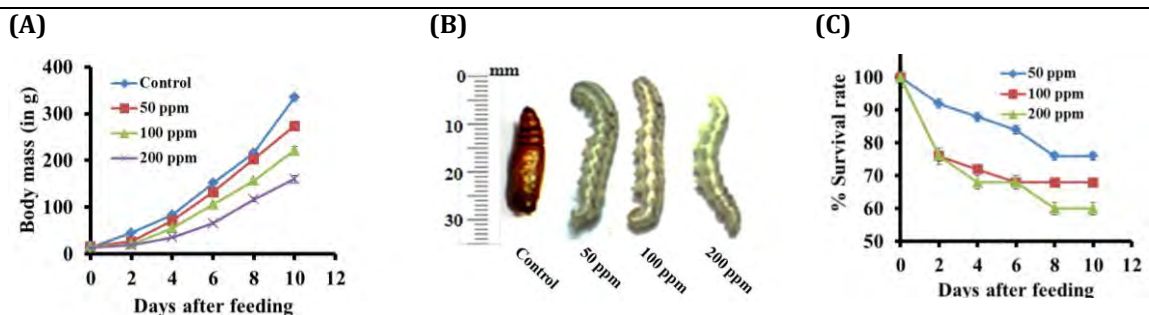 (A)
(B)
(C)
400
300
200
100
0
Body mass (in g)
Control
50 ppm
100 ppm
200 ppm
0 2 4 6 8 10 12
Days after feeding
0
10
20
30
mm
Control
50 ppm
100 ppm
200 ppm
100
90
80
70
60
50
% Survival rate
50 ppm
100 ppm
200 ppm
0 2 4 6 8 10 12
Days after feeding